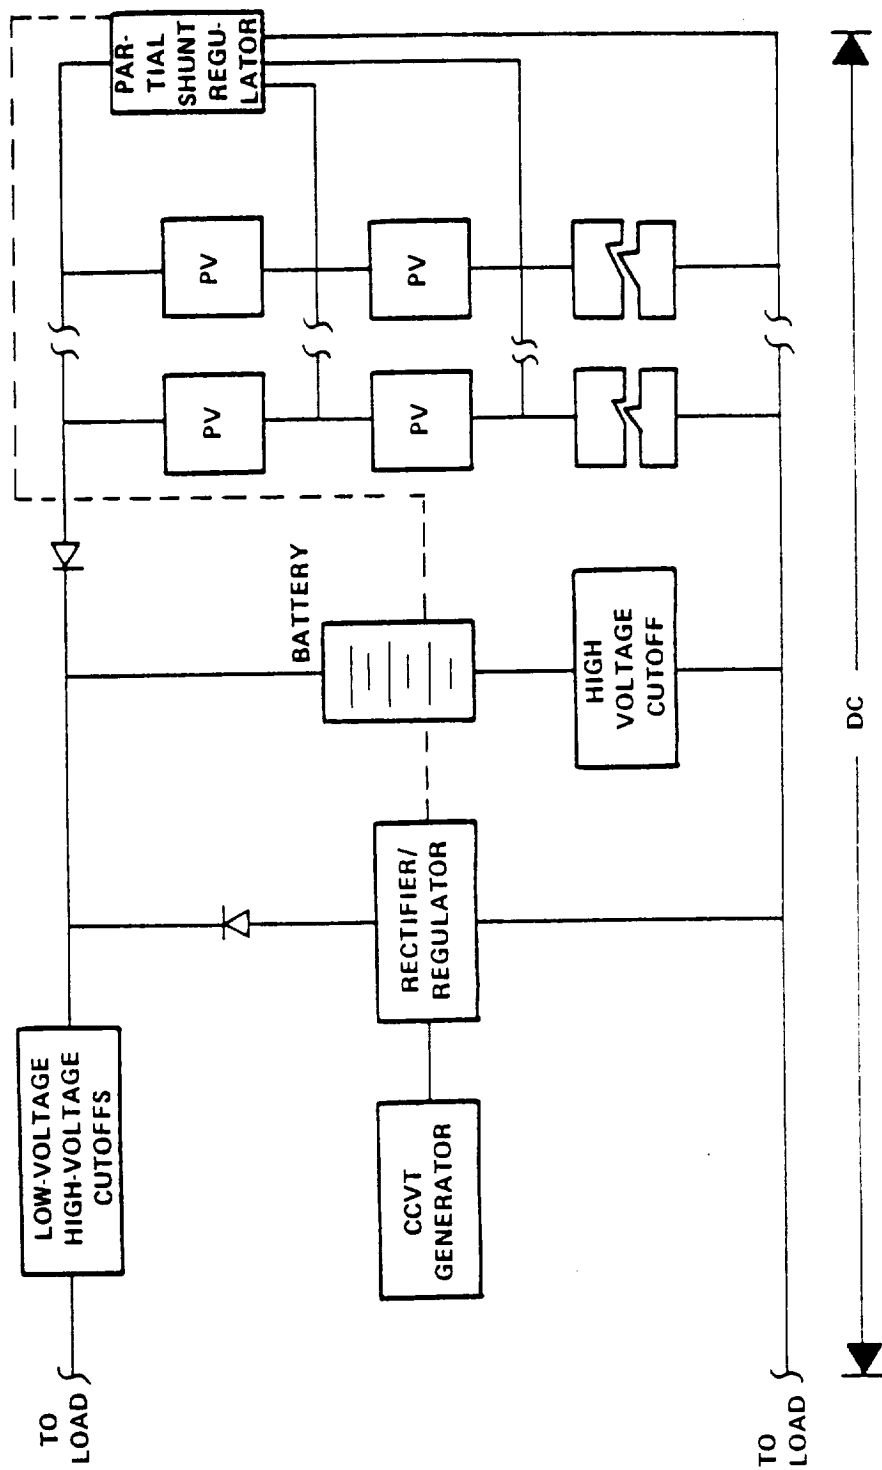 TO
LOAD
LOW-VOLTAGE
HIGH-VOLTAGE
CUTOFFS
PAR-
TIAL
SHUNT
REGU-
LATOR
PV
PV
BATTERY
CCVT
GENERATOR
RECTIFIER/
REGULATOR
PV
PV
HIGH
VOLTAGE
CUTOFF
TO
LOAD
DC